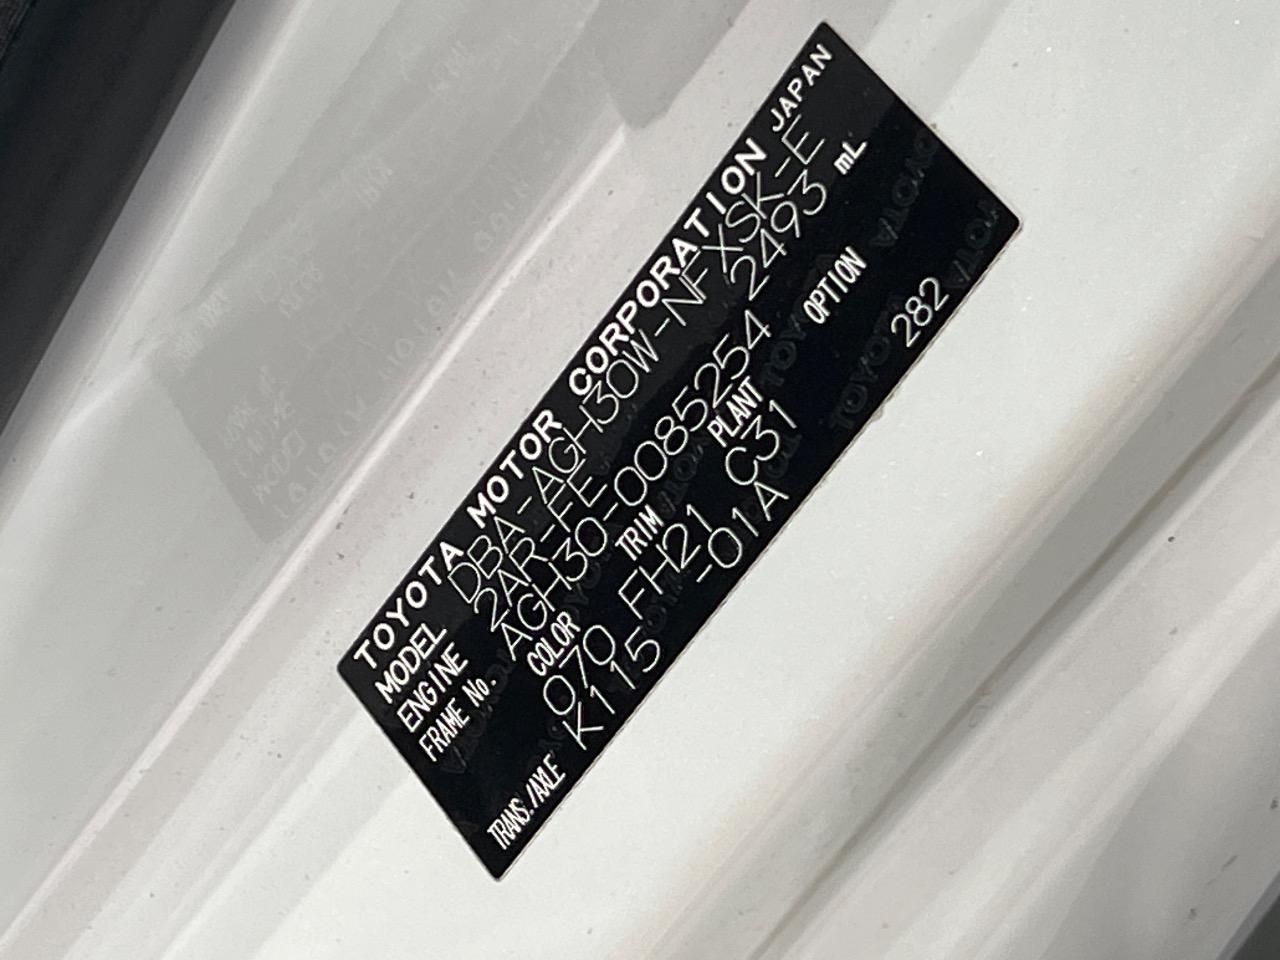 TOYOTA MOTOR CORPORATION JAPAN
MODEL DBA-AGH30W-NFXSK-E
ENGINE 2AR-FE 2493 mL
FRAME No. AGH30-0085254
COLOR TRIM PLANT OPTION
070 FH21 C31 282
TRANS./AXLE K115 -01A